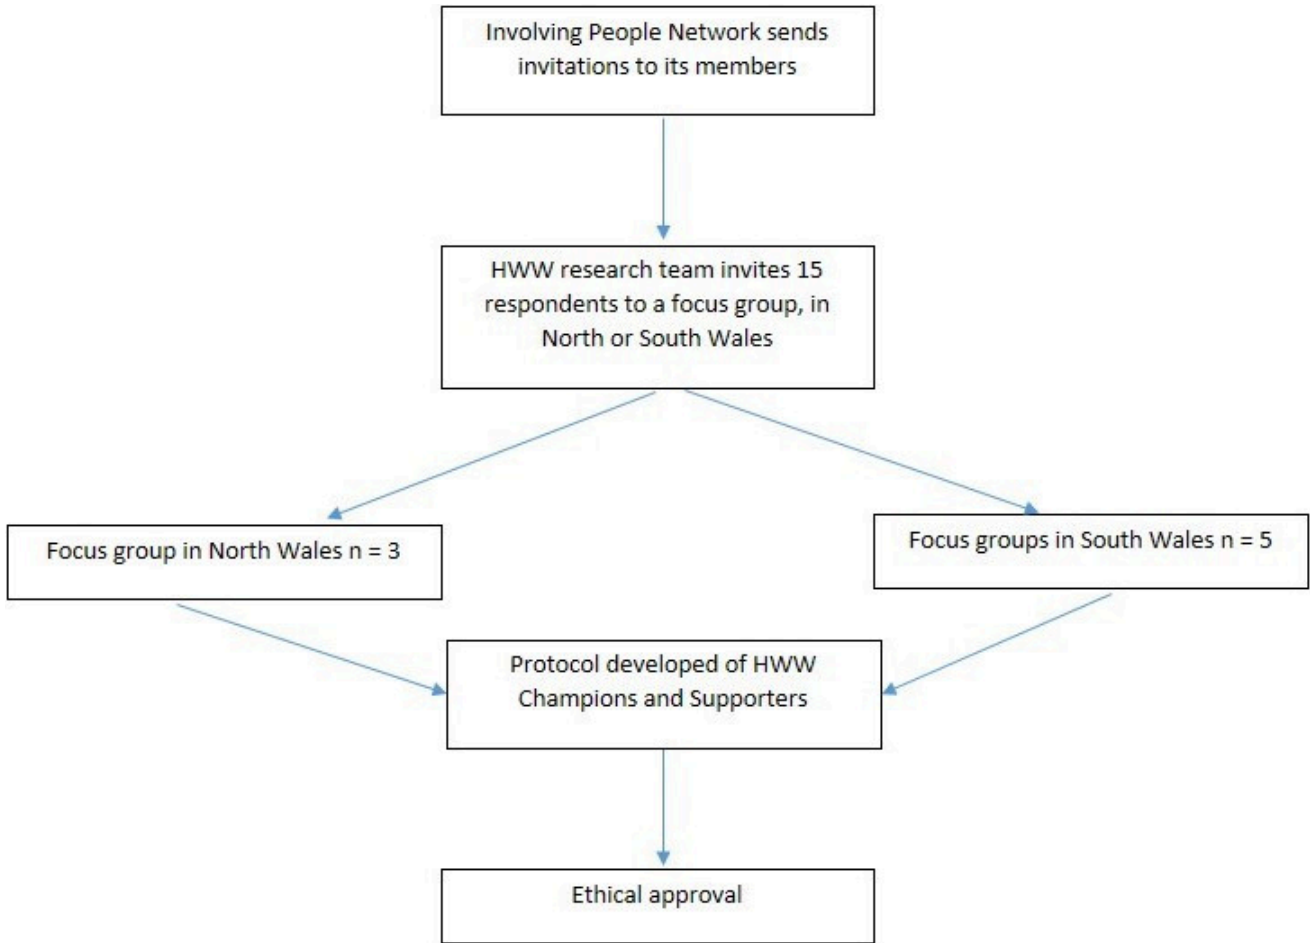 Involving People Network sends
invitations to its members
HWW research team invites 15
respondents to a focus group, in
North or South Wales
Focus group in North Wales n = 3
Focus groups in South Wales n = 5
Protocol developed of HWW
Champions and Supporters
Ethical approval